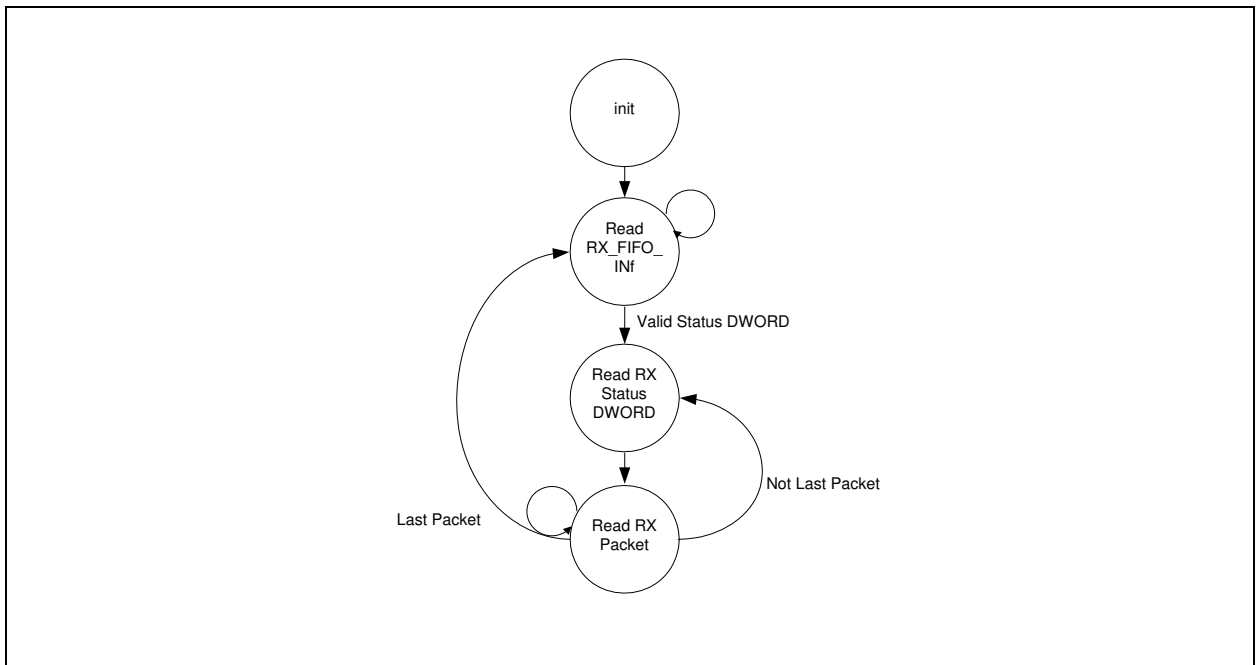 init
Read
RX_FIFO_
INf
Valid Status DWORD
Read RX
Status
DWORD
Not Last Packet
Last Packet
Read RX
Packet